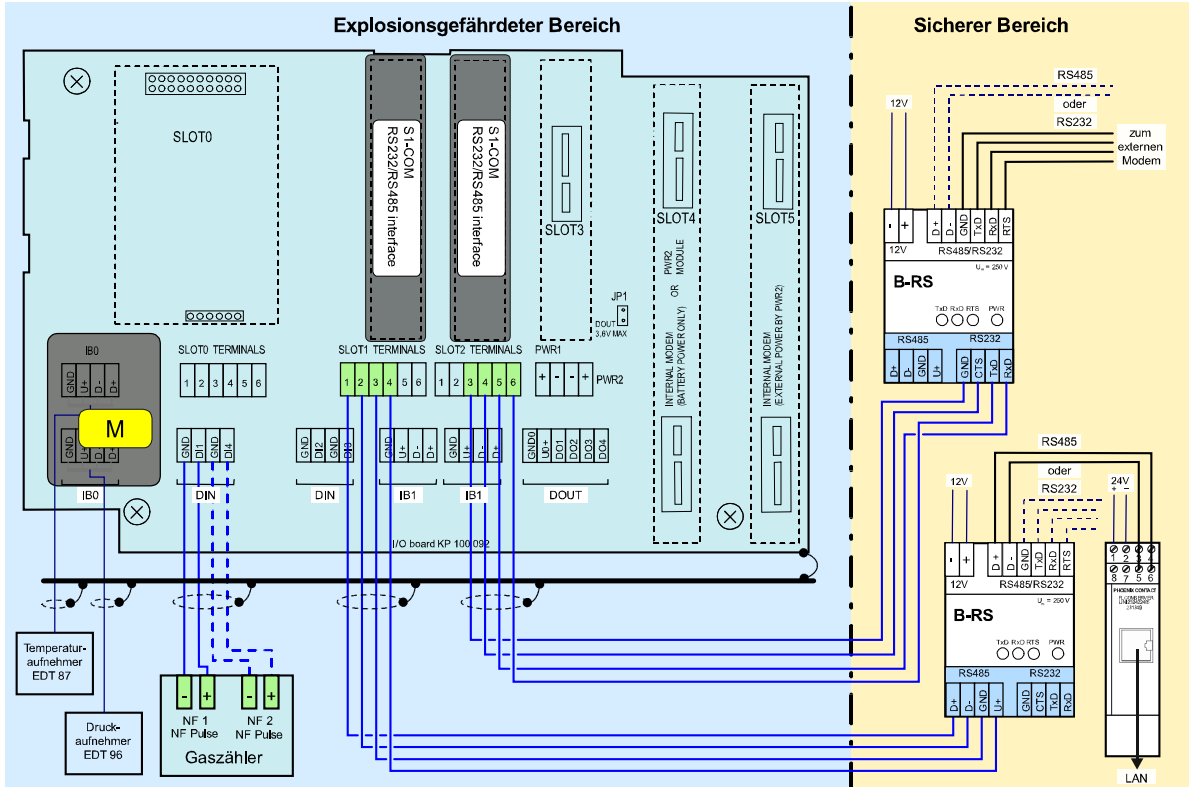 Explosionsgefährdeter Bereich
Sicherer Bereich
SLOT0
S1-COM
RS232/RS485 interface
S1-COM
RS232/RS485 interface
SLOT3
SLOT4
SLOT5
JP1
DOUT
3,6V MAX
INTERNAL MODEM
(BATTERY POWER ONLY)
OR
PWR2
MODULE
INTERNAL MODEM
(EXTERNAL POWER BY PWR2)
IB0
GND U+ D- D+
M
GND U+ D- D+
IB0
SLOT0 TERMINALS
1 2 3 4 5 6
SLOT1 TERMINALS
1 2 3 4 5 6
SLOT2 TERMINALS
1 2 3 4 5 6
PWR1
+ - - +
PWR2
GND DI1 GND DI4
DIN
GND DI2 GND DI3
DIN
GND U+ D- D+
IB1
GND U+ D- D+
IB1
GND0 U0+ DO1 DO2 DO3 DO4
DOUT
I/O board KP 100 092
Temperatur-
aufnehmer
EDT 87
Druck-
aufnehmer
EDT 96
- + - +
NF 1
NF Pulse
NF 2
NF Pulse
Gaszähler
RS485
oder
RS232
12V
zum
externen
Modem
- +
12V
D+ D- GND TxD RxD RTS
RS485/RS232
U = 250 V
B-RS
TxD RxD RTS PWR
RS485 RS232
D+ D- GND U+ GND CTS TxD RxD
RS485
oder
RS232
12V
24V
+ -
- +
12V
D+ D- GND TxD RxD RTS
RS485/RS232
U = 250 V
B-RS
TxD RxD RTS PWR
RS485 RS232
D+ D- GND U+ GND CTS TxD RxD
1 2 3 4
8 7 6 5
PHOENIX CONTACT
LAN